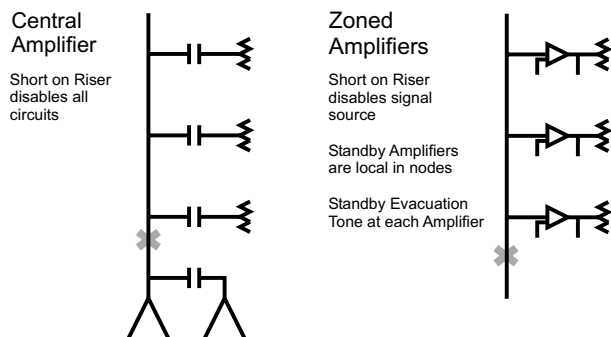 Central
Amplifier
Short on Riser
disables all
circuits
Zoned
Amplifiers
Short on Riser
disables signal
source
Standby Amplifiers
are local in nodes
Standby Evacuation
Tone at each Amplifier